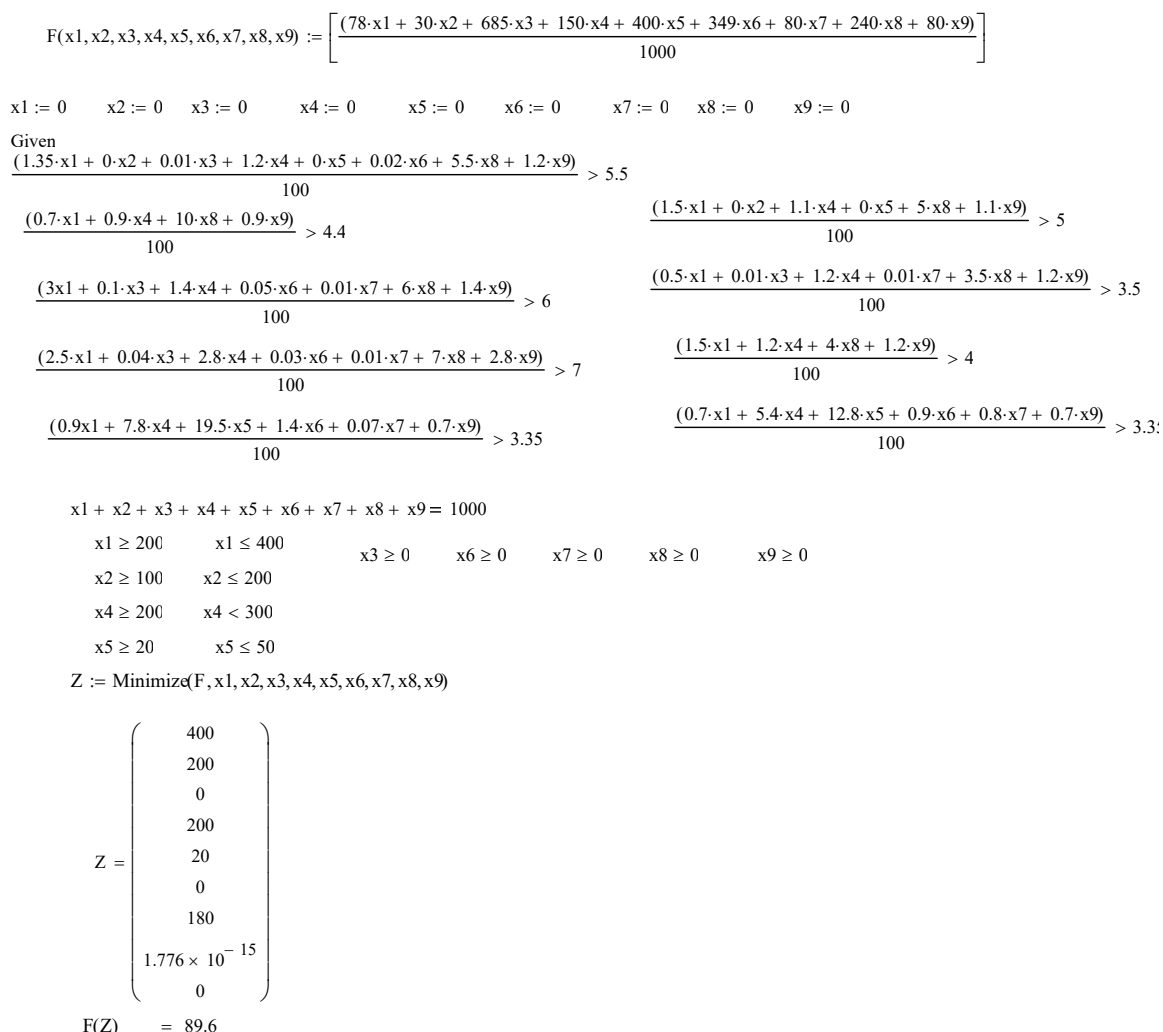 F(x1, x2, x3, x4, x5, x6, x7, x8, x9) := [(78·x1 + 30·x2 + 685·x3 + 150·x4 + 400·x5 + 349·x6 + 80·x7 + 240·x8 + 80·x9) / 1000]
x1 := 0 x2 := 0 x3 := 0 x4 := 0 x5 := 0 x6 := 0 x7 := 0 x8 := 0 x9 := 0
Given
(1.35·x1 + 0·x2 + 0.01·x3 + 1.2·x4 + 0·x5 + 0.02·x6 + 5.5·x8 + 1.2·x9) / 100 > 5.5
(0.7·x1 + 0.9·x4 + 10·x8 + 0.9·x9) / 100 > 4.4
(1.5·x1 + 0·x2 + 1.1·x4 + 0·x5 + 5·x8 + 1.1·x9) / 100 > 5
(3x1 + 0.1·x3 + 1.4·x4 + 0.05·x6 + 0.01·x7 + 6·x8 + 1.4·x9) / 100 > 6
(0.5·x1 + 0.01·x3 + 1.2·x4 + 0.01·x7 + 3.5·x8 + 1.2·x9) / 100 > 3.5
(2.5·x1 + 0.04·x3 + 2.8·x4 + 0.03·x6 + 0.01·x7 + 7·x8 + 2.8·x9) / 100 > 7
(1.5·x1 + 1.2·x4 + 4·x8 + 1.2·x9) / 100 > 4
(0.9x1 + 7.8·x4 + 19.5·x5 + 1.4·x6 + 0.07·x7 + 0.7·x9) / 100 > 3.35
(0.7·x1 + 5.4·x4 + 12.8·x5 + 0.9·x6 + 0.8·x7 + 0.7·x9) / 100 > 3.35
x1 + x2 + x3 + x4 + x5 + x6 + x7 + x8 + x9 = 1000
x1 ≥ 200 x1 ≤ 400
x3 ≥ 0 x6 ≥ 0 x7 ≥ 0 x8 ≥ 0 x9 ≥ 0
x2 ≥ 100 x2 ≤ 200
x4 ≥ 200 x4 < 300
x5 ≥ 20 x5 ≤ 50
Z := Minimize(F, x1, x2, x3, x4, x5, x6, x7, x8, x9)
400
200
0
200
Z = 20
0
180
1.776 × 10^−15
0
F(Z) = 89.6